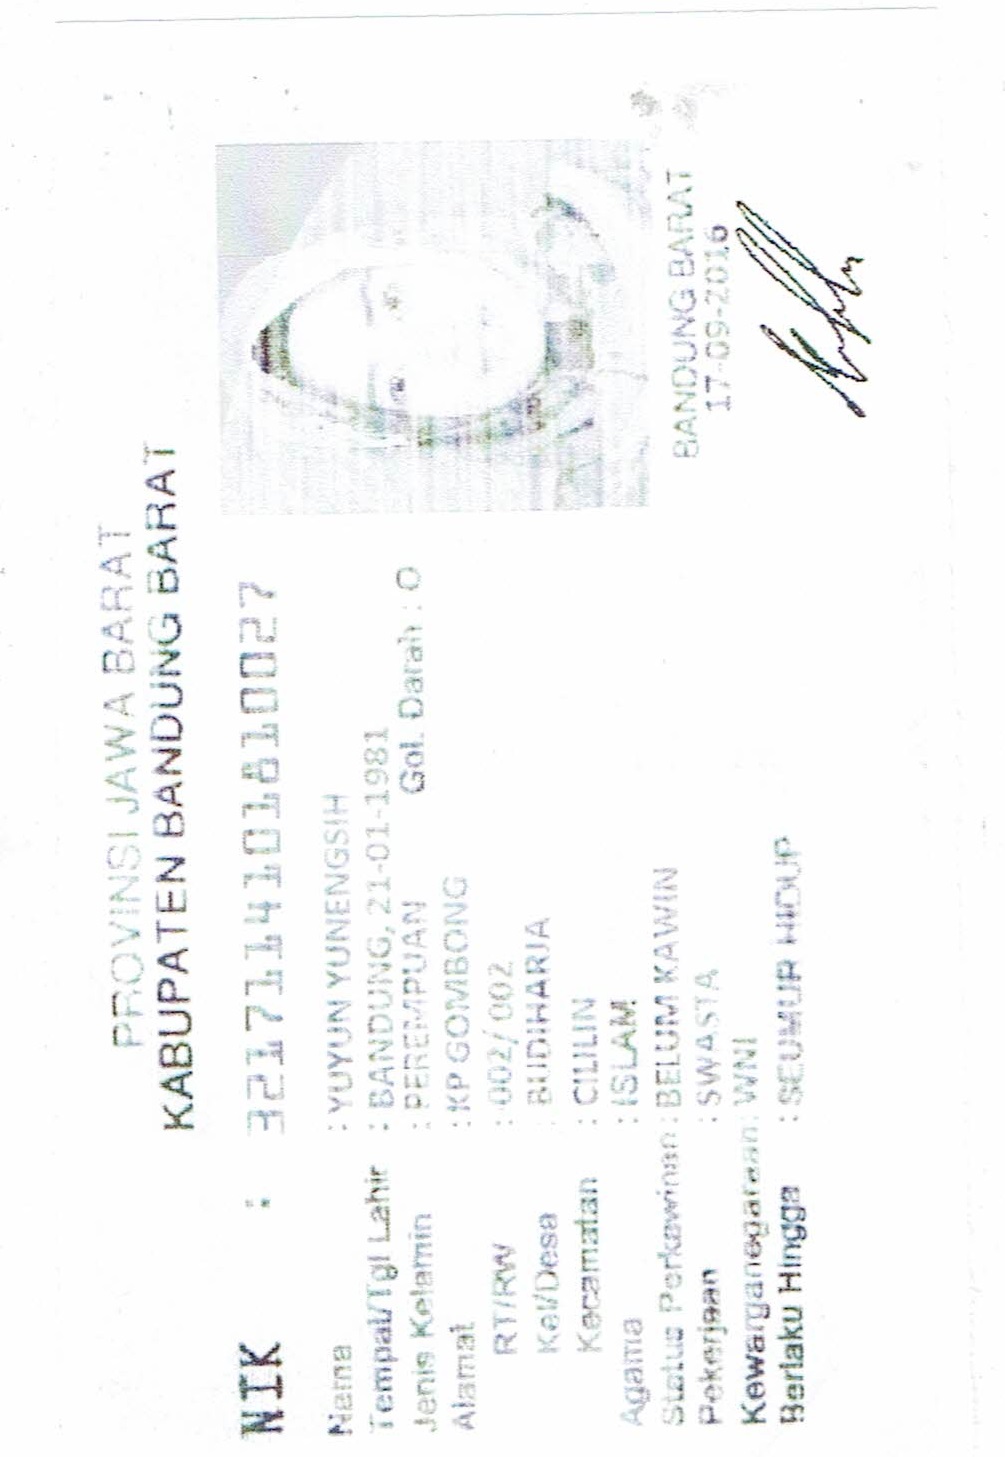 PROVINSI JAWA BARAT
KABUPATEN BANDUNG BARAT
NIK : 3217114101810027
Nama : YUYUN YUNENGSIH
Tempat/Tgl Lahir : BANDUNG, 21-01-1981
Jenis Kelamin : PEREMPUAN Gol. Darah : O
Alamat : KP GOMBONG
RT/RW : 002/ 002
Kel/Desa : BUDIHARJA
Kecamatan : CILILIN
Agama : ISLAM
Status Perkawinan : BELUM KAWIN
Pekerjaan : SWASTA
Kewarganegaraan : WNI
Berlaku Hingga : SEUMUR HIDUP
BANDUNG BARAT
17-09-2016